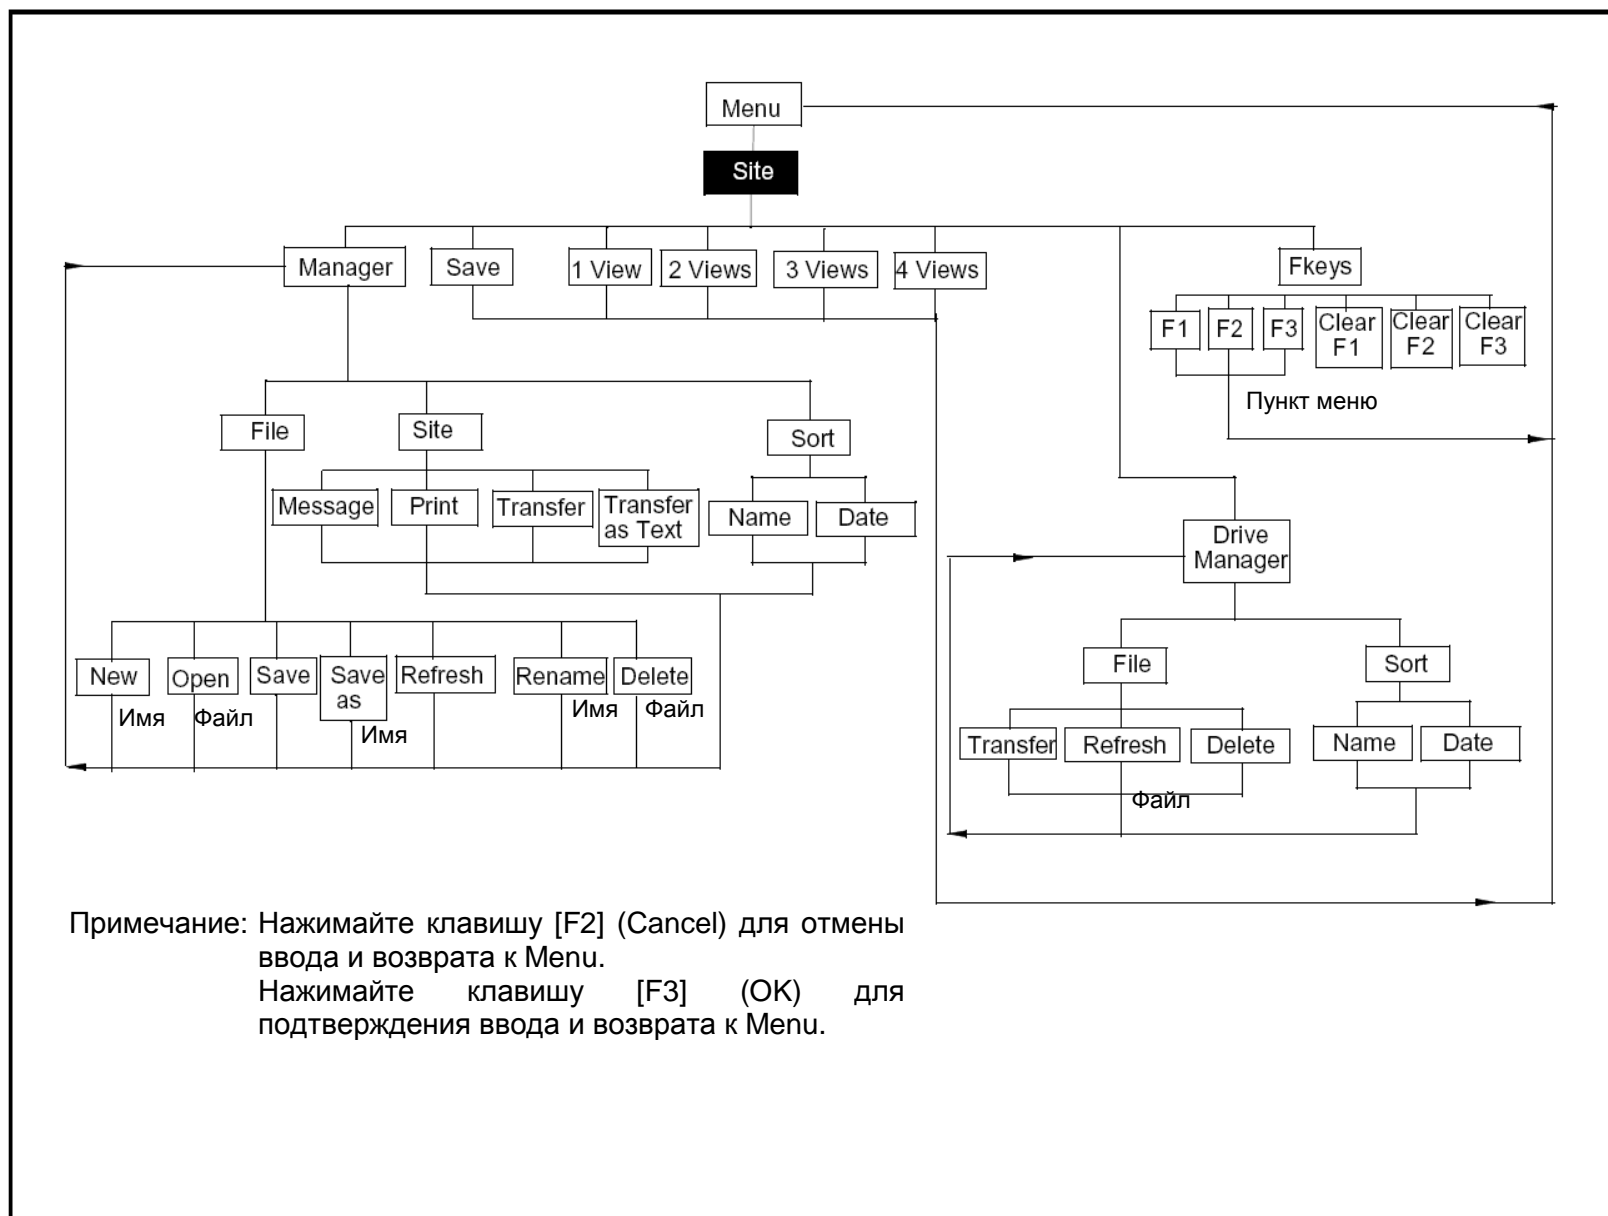 Menu
Site
Manager
Save
1 View
2 Views
3 Views
4 Views
Fkeys
F1
F2
F3
Clear
F1
Clear
F2
Clear
F3
Пункт меню
File
Site
Sort
Message
Print
Transfer
Transfer
as Text
Name
Date
Drive
Manager
New
Open
Save
Save
as
Refresh
Rename
Delete
Имя
Файл
Имя
Имя
Файл
File
Sort
Transfer
Refresh
Delete
Name
Date
Файл
Примечание: Нажимайте клавишу [F2] (Cancel) для отмены
ввода и возврата к Menu.
Нажимайте клавишу [F3] (OK) для
подтверждения ввода и возврата к Menu.